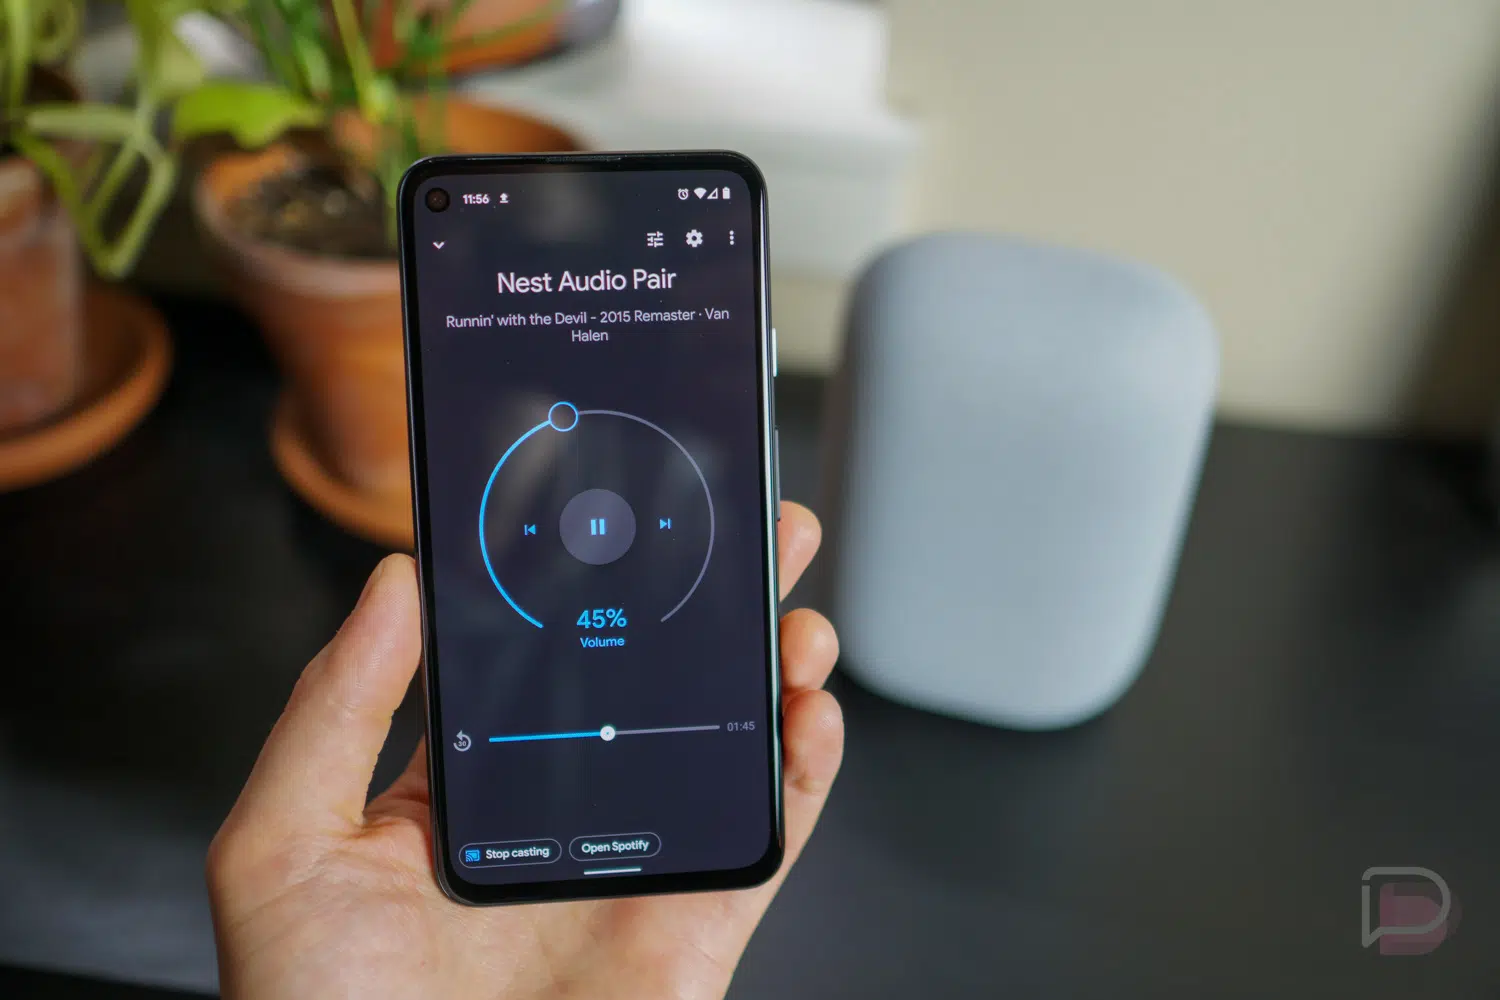 11:56
Nest Audio Pair
Runnin' with the Devil - 2015 Remaster · Van
Halen
45%
Volume
30
01:45
Stop casting
Open Spotify